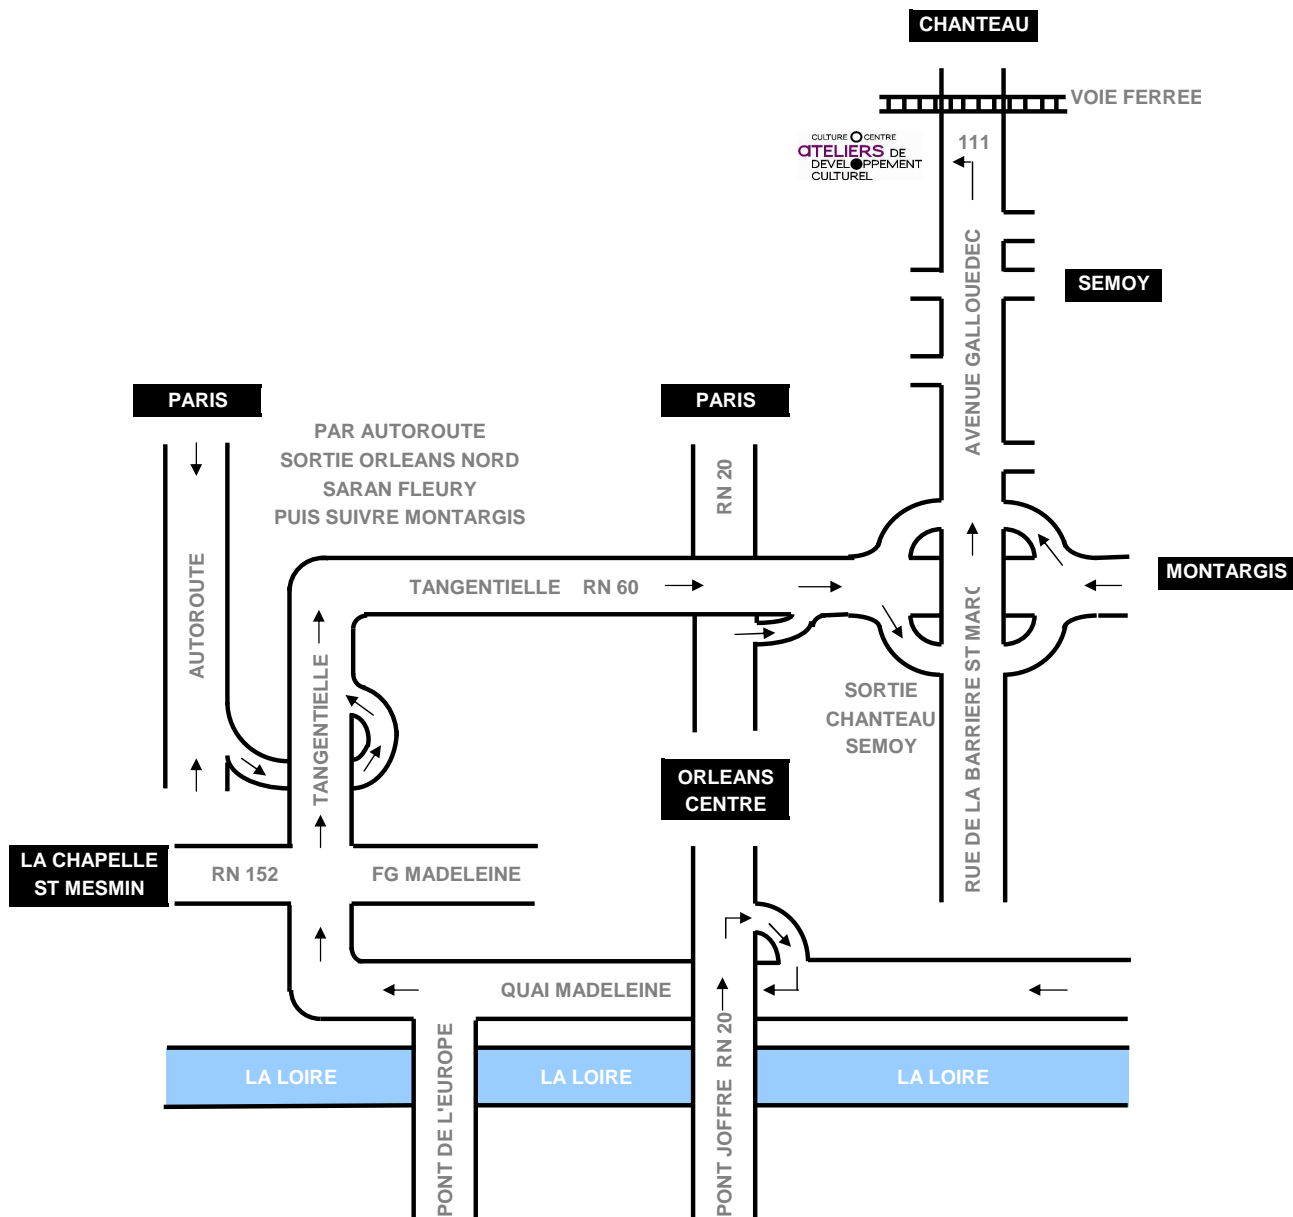 CHANTEAU
VOIE FERREE
CULTURE CENTRE
ATELIERS DE
DEVELOPPEMENT
CULTUREL
111
AVENUE GALLOUEDEC
SEMOY
PARIS
PARIS
PAR AUTOROUTE
SORTIE ORLEANS NORD
SARAN FLEURY
PUIS SUIVRE MONTARGIS
RN 20
AUTOROUTE
TANGENTIELLE RN 60
MONTARGIS
TANGENTIELLE
SORTIE
CHANTEAU
SEMOY
RUE DE LA BARRIERE ST MARC
ORLEANS
CENTRE
LA CHAPELLE
ST MESMIN
RN 152
FG MADELEINE
QUAI MADELEINE
PONT DE L'EUROPE
PONT JOFFRE RN 20
LA LOIRE
LA LOIRE
LA LOIRE